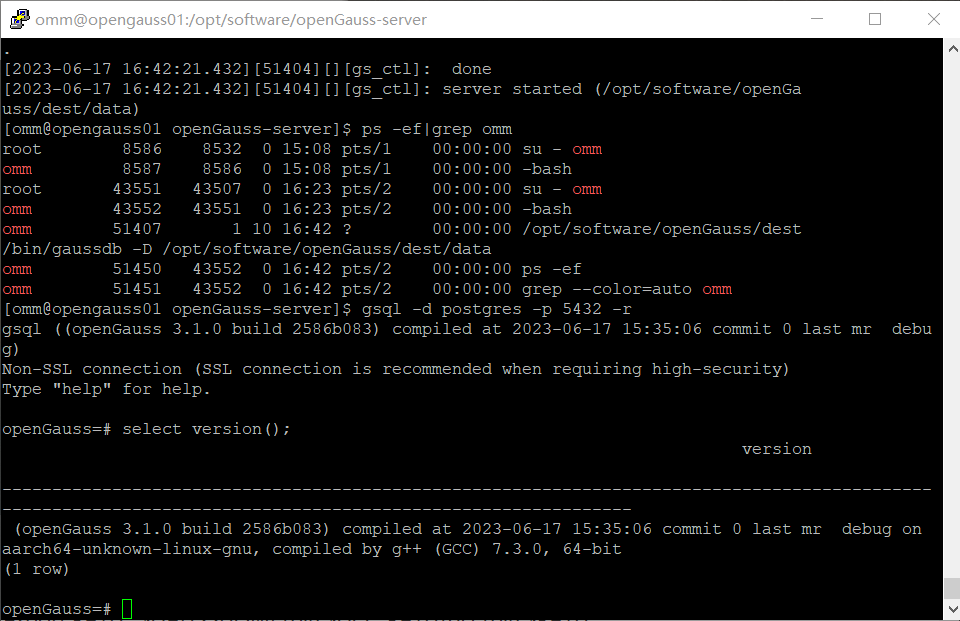 omm@opengauss01:/opt/software/openGauss-server
.
[2023-06-17 16:42:21.432][51404][][gs_ctl]:  done
[2023-06-17 16:42:21.432][51404][][gs_ctl]: server started (/opt/software/openGa
uss/dest/data)
[omm@opengauss01 openGauss-server]$ ps -ef|grep omm
root        8586    8532  0 15:08 pts/1    00:00:00 su - omm
omm         8587    8586  0 15:08 pts/1    00:00:00 -bash
root       43551   43507  0 16:23 pts/2    00:00:00 su - omm
omm        43552   43551  0 16:23 pts/2    00:00:00 -bash
omm        51407       1 10 16:42 ?        00:00:00 /opt/software/openGauss/dest
/bin/gaussdb -D /opt/software/openGauss/dest/data
omm        51450   43552  0 16:42 pts/2    00:00:00 ps -ef
omm        51451   43552  0 16:42 pts/2    00:00:00 grep --color=auto omm
[omm@opengauss01 openGauss-server]$ gsql -d postgres -p 5432 -r
gsql ((openGauss 3.1.0 build 2586b083) compiled at 2023-06-17 15:35:06 commit 0 last mr  debu
g)
Non-SSL connection (SSL connection is recommended when requiring high-security)
Type "help" for help.
openGauss=# select version();
version
---------------------------------------------------------------------------------------------
---------------------------------------------------------------
(openGauss 3.1.0 build 2586b083) compiled at 2023-06-17 15:35:06 commit 0 last mr  debug on
aarch64-unknown-linux-gnu, compiled by g++ (GCC) 7.3.0, 64-bit
(1 row)
openGauss=#